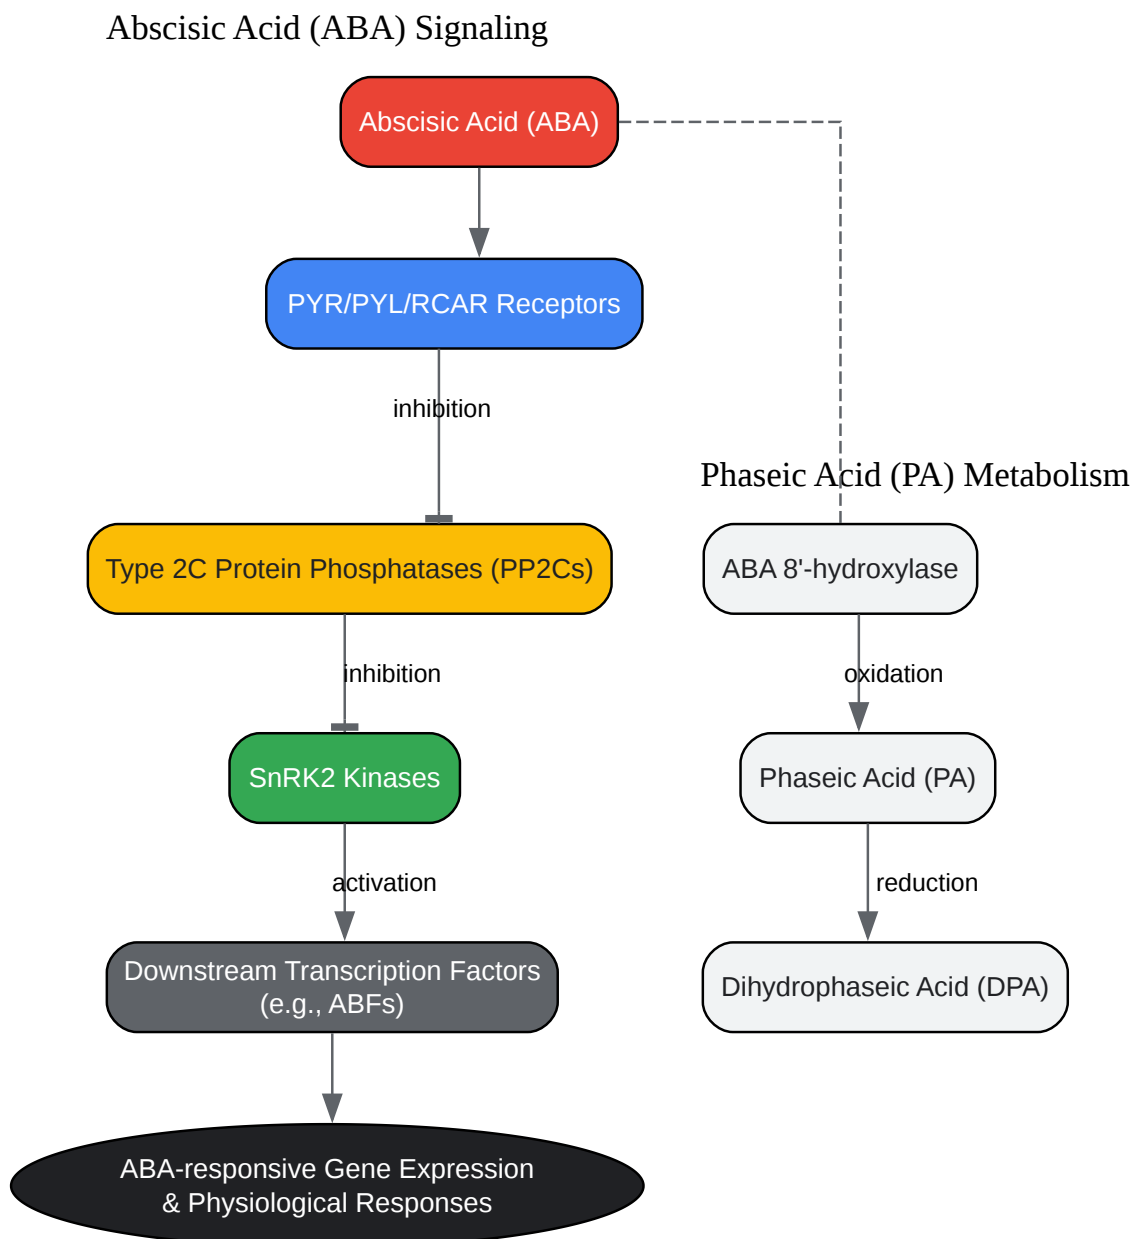 Abscisic Acid (ABA) Signaling
Abscisic Acid (ABA)
PYR/PYL/RCAR Receptors
inhibition
Type 2C Protein Phosphatases (PP2Cs)
inhibition
SnRK2 Kinases
activation
Downstream Transcription Factors
(e.g., ABFs)
ABA-responsive Gene Expression
& Physiological Responses
Phaseic Acid (PA) Metabolism
ABA 8'-hydroxylase
oxidation
Phaseic Acid (PA)
reduction
Dihydrophaseic Acid (DPA)